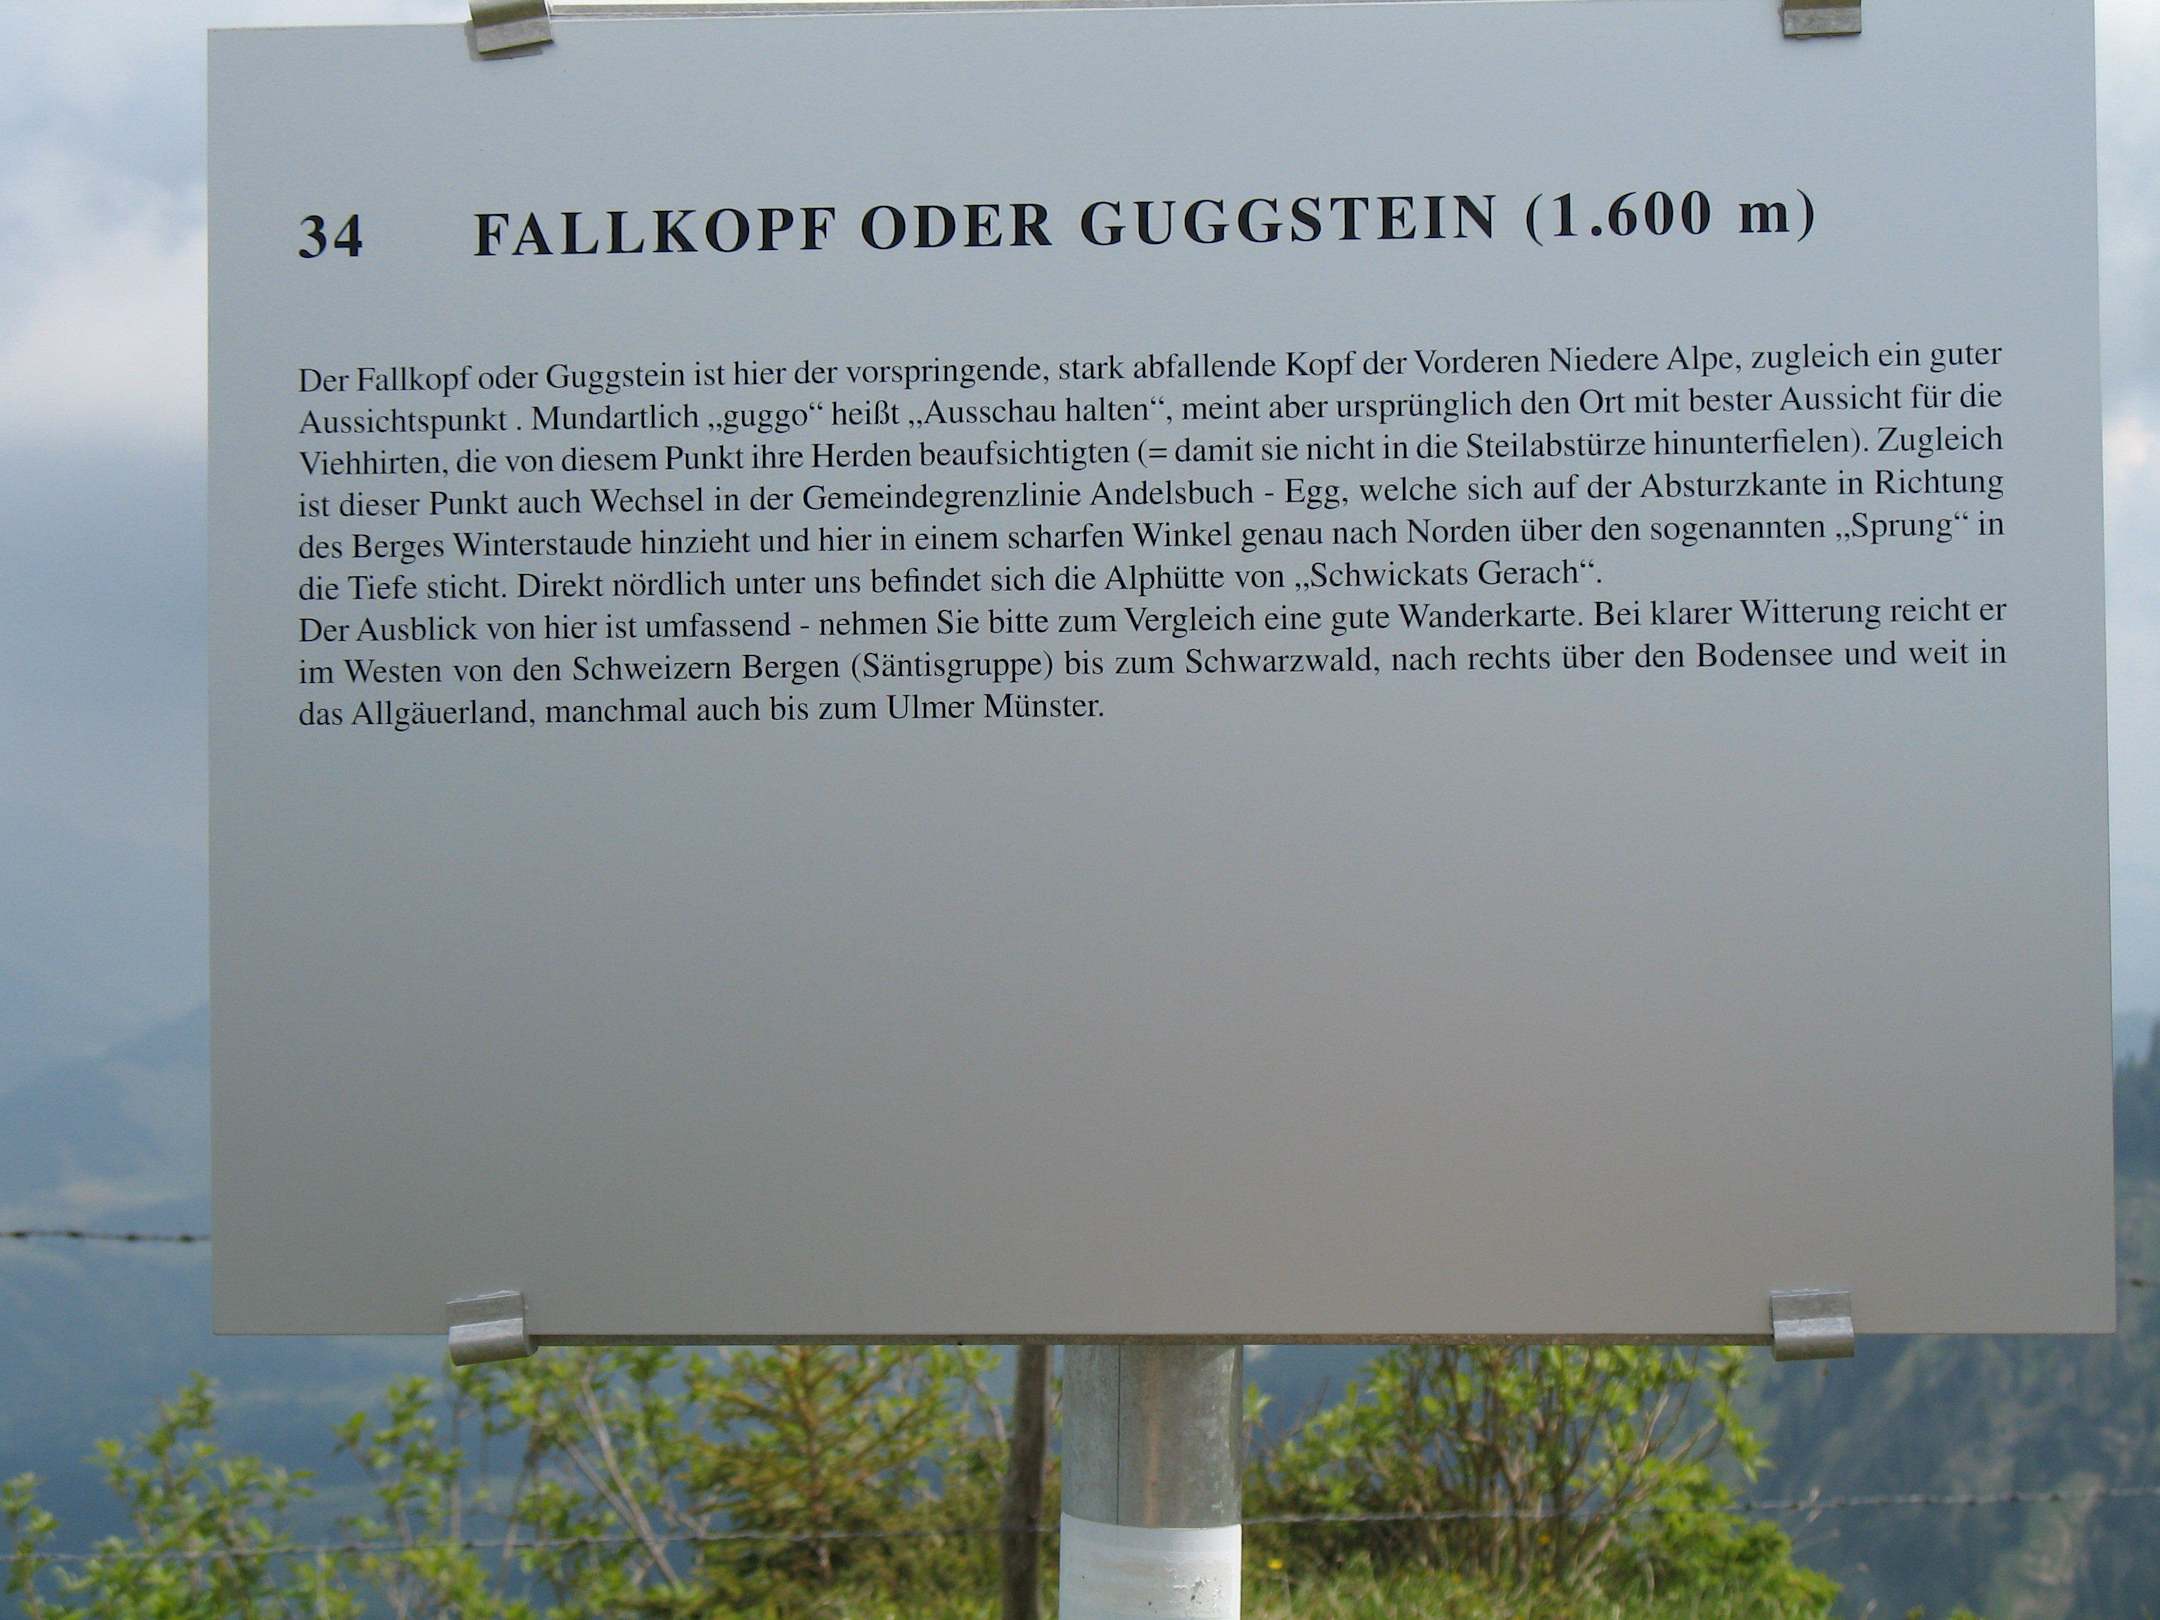 34 FALLKOPF ODER GUGGSTEIN (1.600 m)
Der Fallkopf oder Guggstein ist hier der vorspringende, stark abfallende Kopf der Vorderen Niedere Alpe, zugleich ein guter
Aussichtspunkt . Mundartlich „guggo“ heißt „Ausschau halten“, meint aber ursprünglich den Ort mit bester Aussicht für die
Viehhirten, die von diesem Punkt ihre Herden beaufsichtigten (= damit sie nicht in die Steilabstürze hinunterfielen). Zugleich
ist dieser Punkt auch Wechsel in der Gemeindegrenzlinie Andelsbuch - Egg, welche sich auf der Absturzkante in Richtung
des Berges Winterstaude hinzieht und hier in einem scharfen Winkel genau nach Norden über den sogenannten „Sprung“ in
die Tiefe sticht. Direkt nördlich unter uns befindet sich die Alphütte von „Schwickats Gerach“.
Der Ausblick von hier ist umfassend - nehmen Sie bitte zum Vergleich eine gute Wanderkarte. Bei klarer Witterung reicht er
im Westen von den Schweizern Bergen (Säntisgruppe) bis zum Schwarzwald, nach rechts über den Bodensee und weit in
das Allgäuerland, manchmal auch bis zum Ulmer Münster.